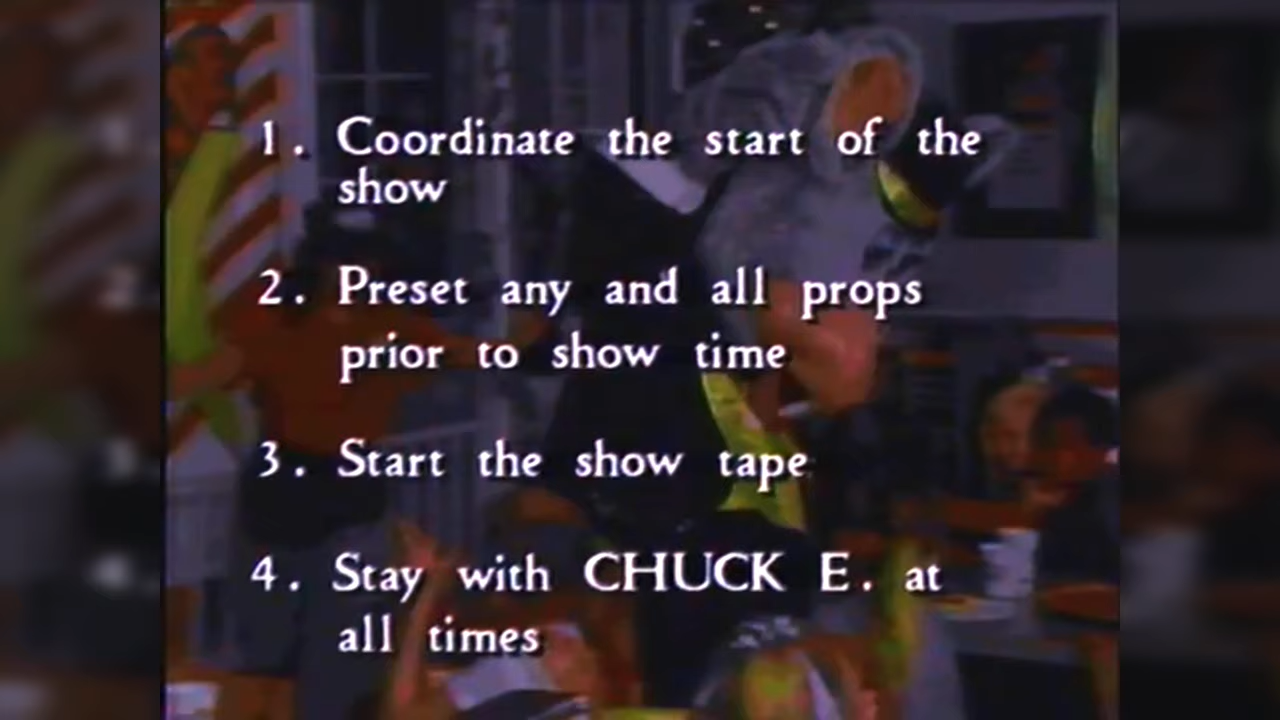 1. Coordinate the start of the
show
2. Preset any and all props
prior to show time
3. Start the show tape
4. Stay with CHUCK E. at
all times